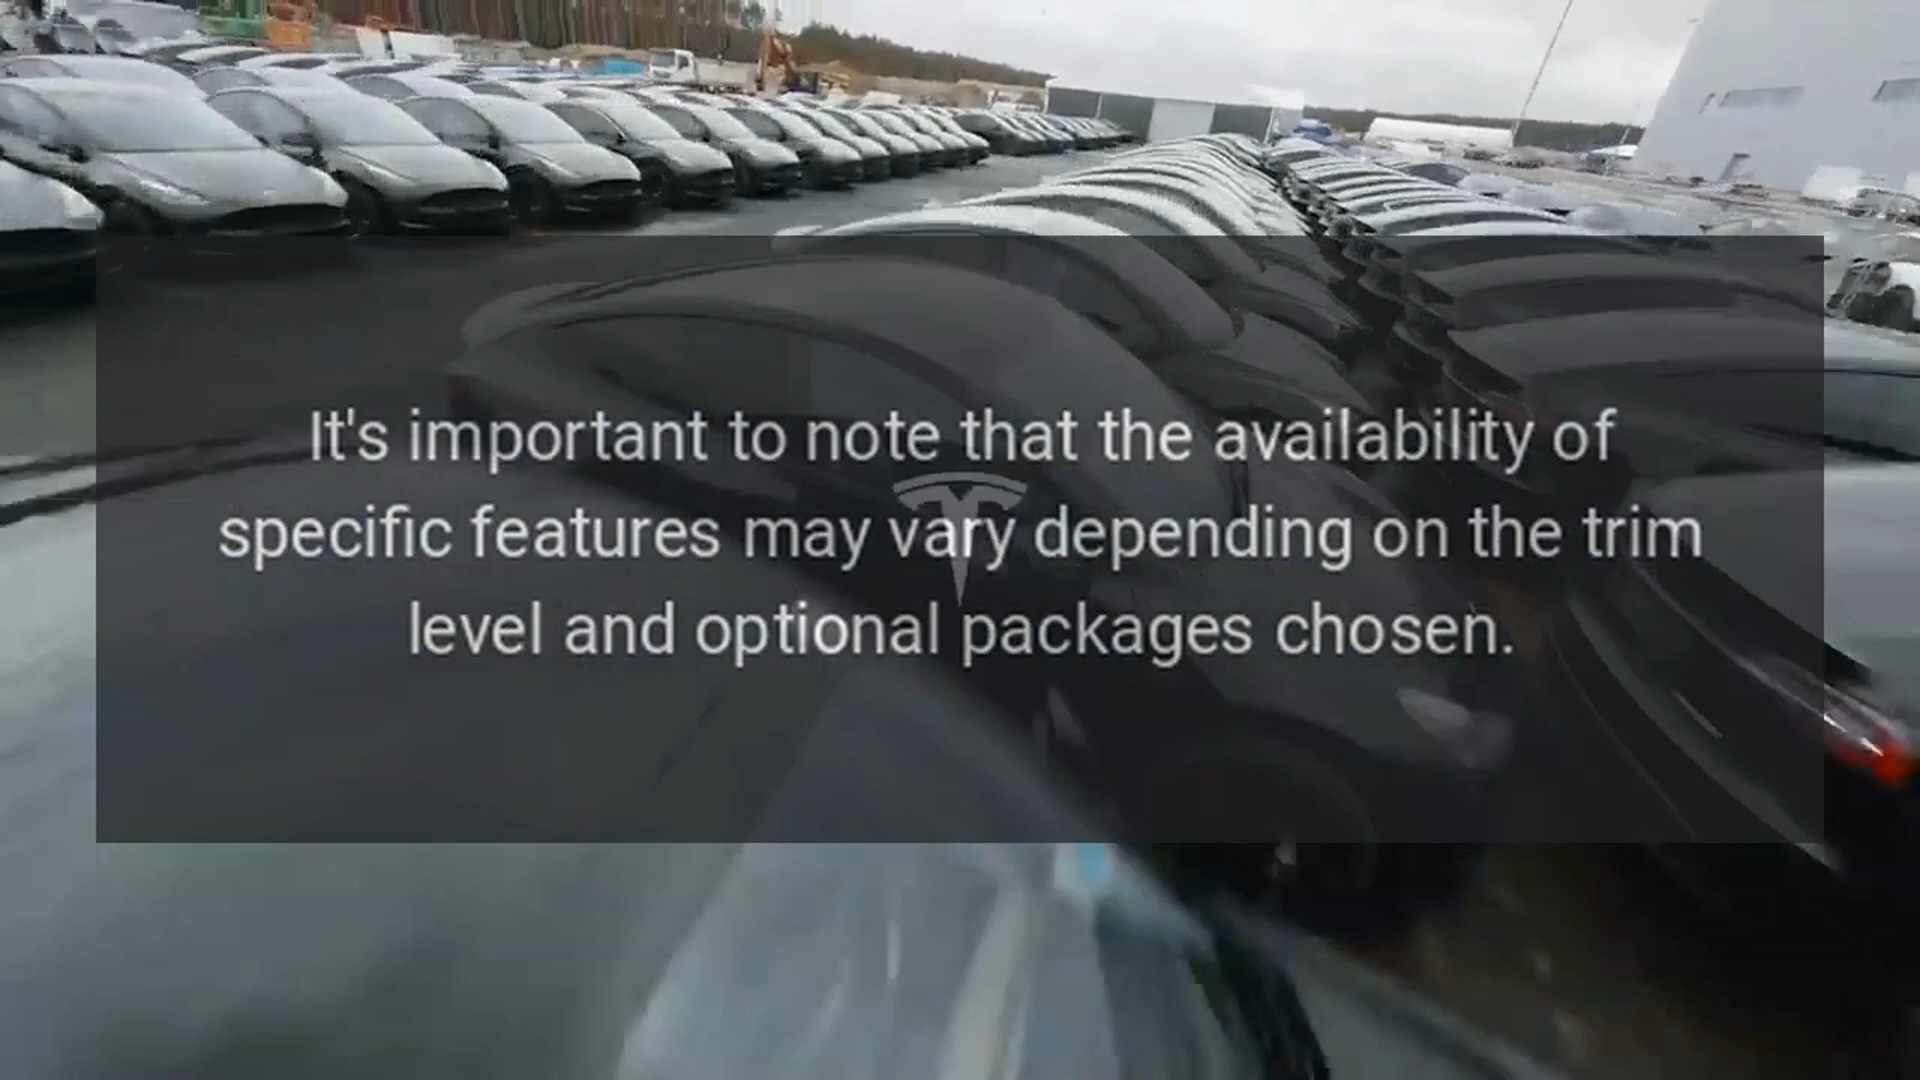 It's important to note that the availability of
specific features may vary depending on the trim
level and optional packages chosen.